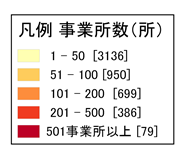 凡例 事業所数(所)
1 - 50 [3136]
51 - 100 [950]
101 - 200 [699]
201 - 500 [386]
501事業所以上 [79]